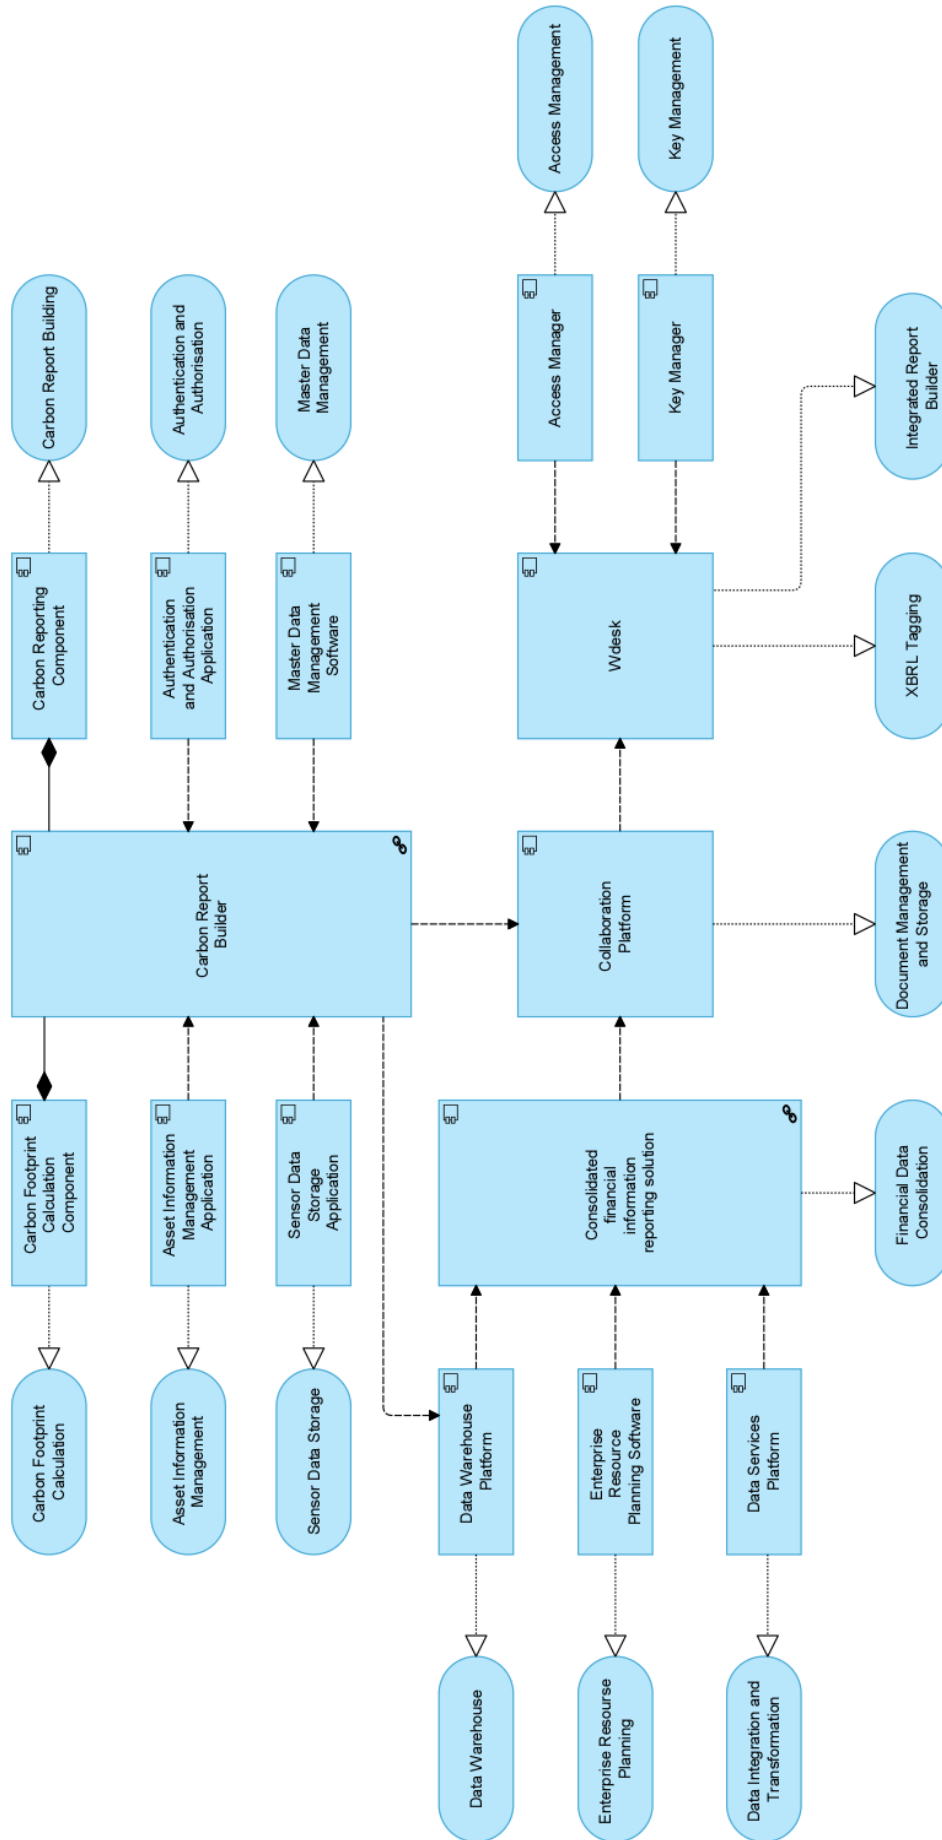 Carbon Footprint
Calculation
Carbon Footprint
Calculation
Component
Carbon Report
Builder
Carbon Reporting
Component
Carbon Report Building
Asset Information
Management
Asset Information
Management
Application
Authentication
and Authorisation
Application
Authentication and
Authorisation
Sensor Data Storage
Sensor Data
Storage
Application
Master Data
Management
Software
Master Data
Management
Data Warehouse
Data Warehouse
Platform
Enterprise Resourse
Planning
Enterprise
Resource
Planning Software
Data Integration and
Transformation
Data Services
Platform
Consolidated
financial
information
reporting solution
Collaboration
Platform
Wdesk
Access Manager
Access Management
Key Manager
Key Management
Financial Data
Consolidation
Document Management
and Storage
XBRL Tagging
Integrated Report
Builder